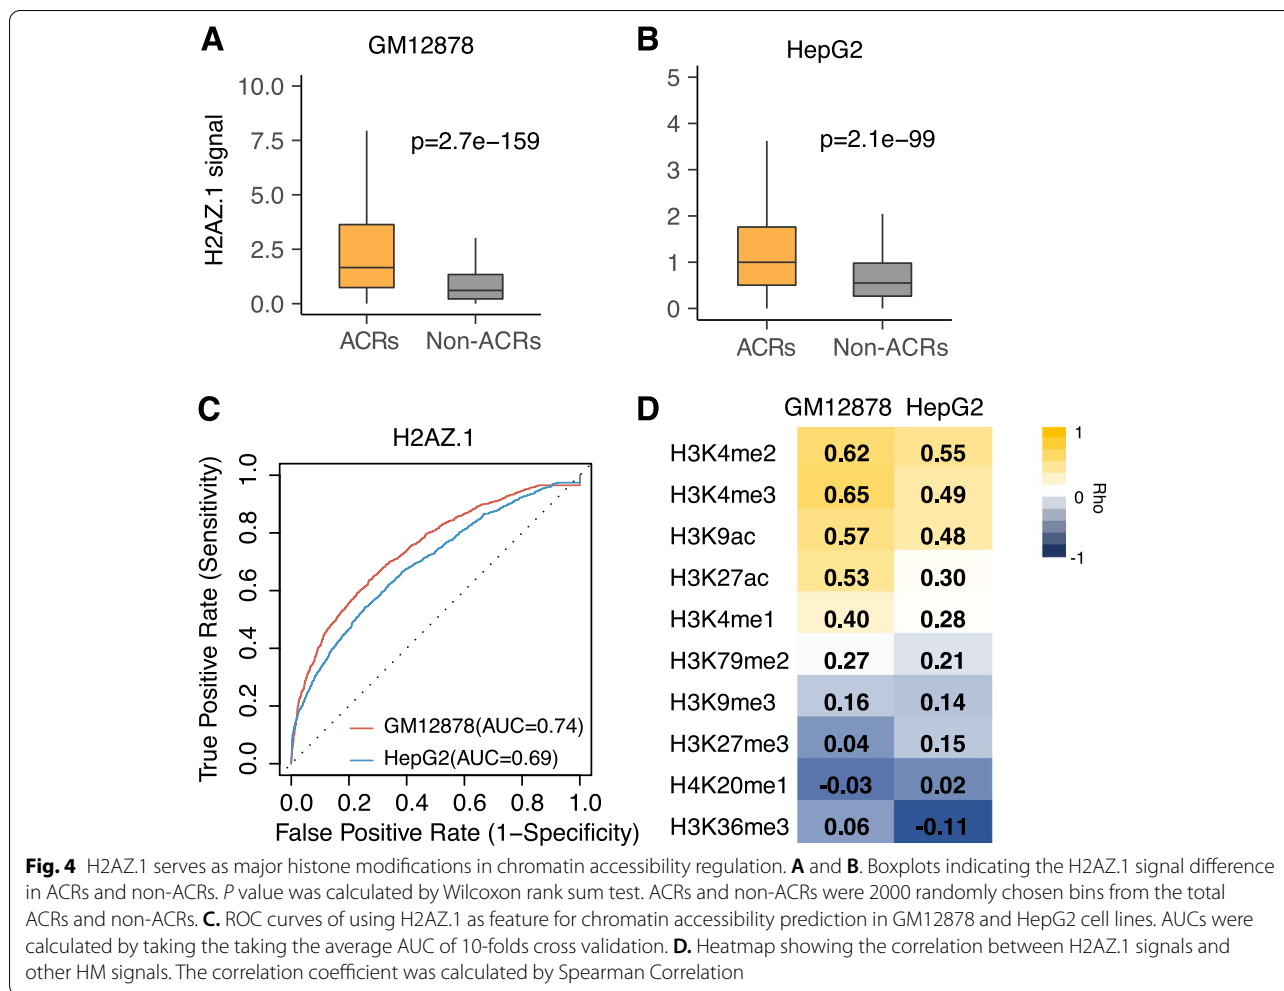 A
GM12878
H2AZ.1 signal
10.0
7.5
5.0
2.5
0.0
p=2.7e−159
ACRs
Non−ACRs
B
HepG2
5
4
3
2
1
0
p=2.1e−99
ACRs
Non−ACRs
C
H2AZ.1
True Positive Rate (Sensitivity)
1.0
0.8
0.6
0.4
0.2
0.0
GM12878(AUC=0.74)
HepG2(AUC=0.69)
0.0 0.2 0.4 0.6 0.8 1.0
False Positive Rate (1−Specificity)
D
GM12878 HepG2
H3K4me2 0.62 0.55
H3K4me3 0.65 0.49
H3K9ac 0.57 0.48
H3K27ac 0.53 0.30
H3K4me1 0.40 0.28
H3K79me2 0.27 0.21
H3K9me3 0.16 0.14
H3K27me3 0.04 0.15
H4K20me1 -0.03 0.02
H3K36me3 0.06 -0.11
1
0
-1
Rho
Fig. 4 H2AZ.1 serves as major histone modifications in chromatin accessibility regulation. A and B. Boxplots indicating the H2AZ.1 signal difference
in ACRs and non-ACRs. P value was calculated by Wilcoxon rank sum test. ACRs and non-ACRs were 2000 randomly chosen bins from the total
ACRs and non-ACRs. C. ROC curves of using H2AZ.1 as feature for chromatin accessibility prediction in GM12878 and HepG2 cell lines. AUCs were
calculated by taking the taking the average AUC of 10-folds cross validation. D. Heatmap showing the correlation between H2AZ.1 signals and
other HM signals. The correlation coefficient was calculated by Spearman Correlation